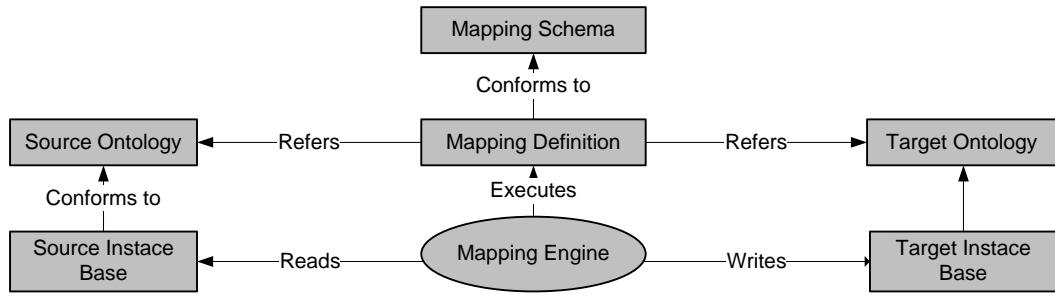 Mapping Schema
Conforms to
Source Ontology
Refers
Mapping Definition
Refers
Target Ontology
Conforms to
Executes
Source Instace
Base
Reads
Mapping Engine
Writes
Target Instace
Base